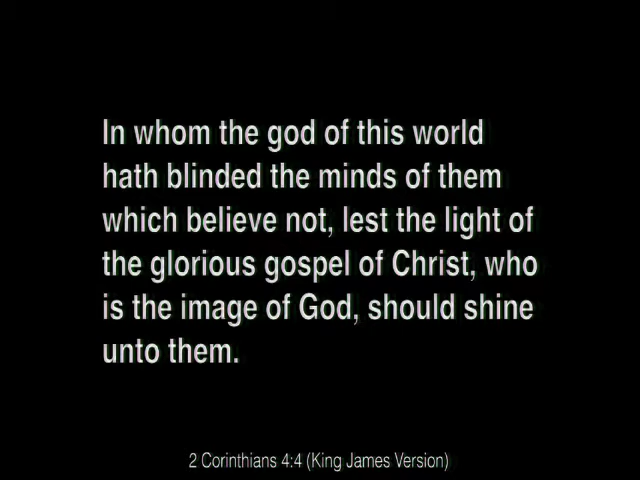 In whom the god of this world
hath blinded the minds of them
which believe not, lest the light of
the glorious gospel of Christ, who
is the image of God, should shine
unto them.
2 Corinthians 4:4 (King James Version)